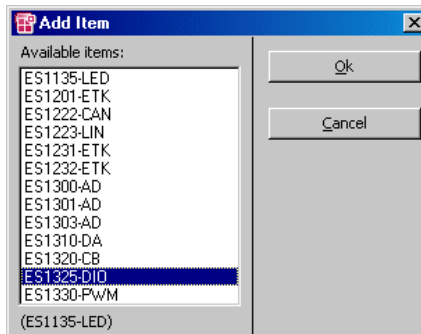 Add Item
Available items:
ES1135-LED
ES1201-ETK
ES1222-CAN
ES1223-LIN
ES1231-ETK
ES1232-ETK
ES1300-AD
ES1301-AD
ES1303-AD
ES1310-DA
ES1320-CB
ES1325-DIO
ES1330-PWM
(ES1135-LED)
Ok
Cancel